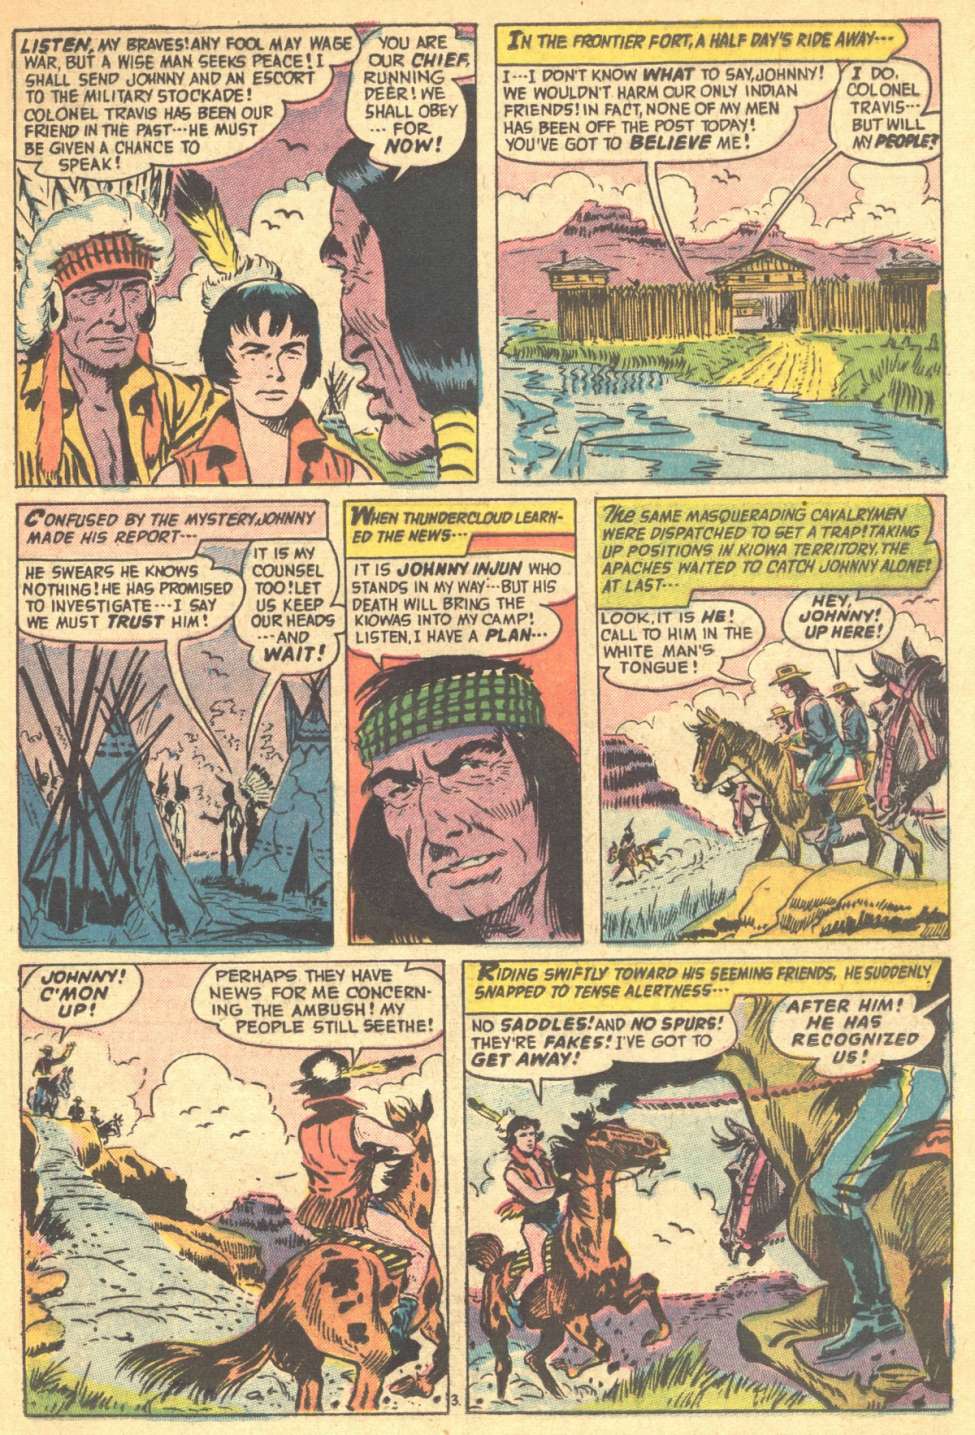 LISTEN, MY BRAVES! ANY FOOL MAY WAGE
WAR, BUT A WISE MAN SEEKS PEACE! I
SHALL SEND JOHNNY AND AN ESCORT
TO THE MILITARY STOCKADE!
COLONEL TRAVIS HAS BEEN OUR
FRIEND IN THE PAST---HE MUST
BE GIVEN A CHANCE TO
SPEAK!
YOU ARE
OUR CHIEF,
RUNNING
DEER! WE
SHALL OBEY
--- FOR
NOW!
IN THE FRONTIER FORT, A HALF DAY'S RIDE AWAY---
I---I DON'T KNOW WHAT TO SAY, JOHNNY!
WE WOULDN'T HARM OUR ONLY INDIAN
FRIENDS! IN FACT, NONE OF MY MEN
HAS BEEN OFF THE POST TODAY!
YOU'VE GOT TO BELIEVE ME!
I DO,
COLONEL
TRAVIS---
BUT WILL
MY PEOPLE?
CONFUSED BY THE MYSTERY, JOHNNY
MADE HIS REPORT---
HE SWEARS HE KNOWS
NOTHING! HE HAS PROMISED
TO INVESTIGATE---I SAY
WE MUST TRUST HIM!
IT IS MY
COUNSEL
TOO! LET
US KEEP
OUR HEADS
---AND
WAIT!
WHEN THUNDERCLOUD LEARN-
ED THE NEWS---
IT IS JOHNNY INJUN WHO
STANDS IN MY WAY---BUT HIS
DEATH WILL BRING THE
KIOWAS INTO MY CAMP!
LISTEN, I HAVE A PLAN---
THE SAME MASQUERADING CAVALRYMEN
WERE DISPATCHED TO SET A TRAP! TAKING
UP POSITIONS IN KIOWA TERRITORY, THE
APACHES WAITED TO CATCH JOHNNY ALONE!
AT LAST---
LOOK, IT IS HE!
CALL TO HIM IN THE
WHITE MAN'S
TONGUE!
HEY,
JOHNNY!
UP HERE!
JOHNNY!
C'MON
UP!
PERHAPS THEY HAVE
NEWS FOR ME CONCERN-
ING THE AMBUSH! MY
PEOPLE STILL SEETHE!
RIDING SWIFTLY TOWARD HIS SEEMING FRIENDS, HE SUDDENLY
SNAPPED TO TENSE ALERTNESS---
NO SADDLES! AND NO SPURS!
THEY'RE FAKES! I'VE GOT TO
GET AWAY!
AFTER HIM!
HE HAS
RECOGNIZED
US!
3.